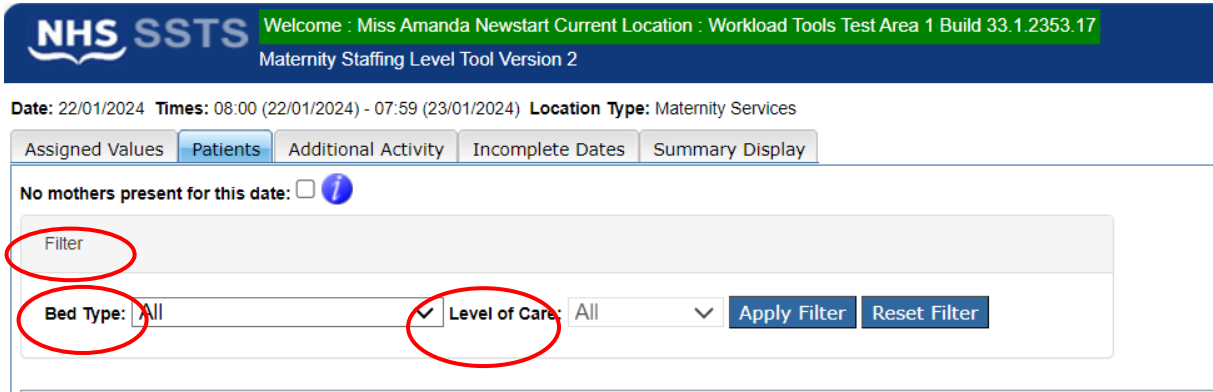 NHS SSTS Welcome : Miss Amanda Newstart Current Location : Workload Tools Test Area 1 Build 33.1.2353.17
Maternity Staffing Level Tool Version 2
Date: 22/01/2024 Times: 08:00 (22/01/2024) - 07:59 (23/01/2024) Location Type: Maternity Services
Assigned Values Patients Additional Activity Incomplete Dates Summary Display
No mothers present for this date: i
Filter
Bed Type: All Level of Care: All Apply Filter Reset Filter